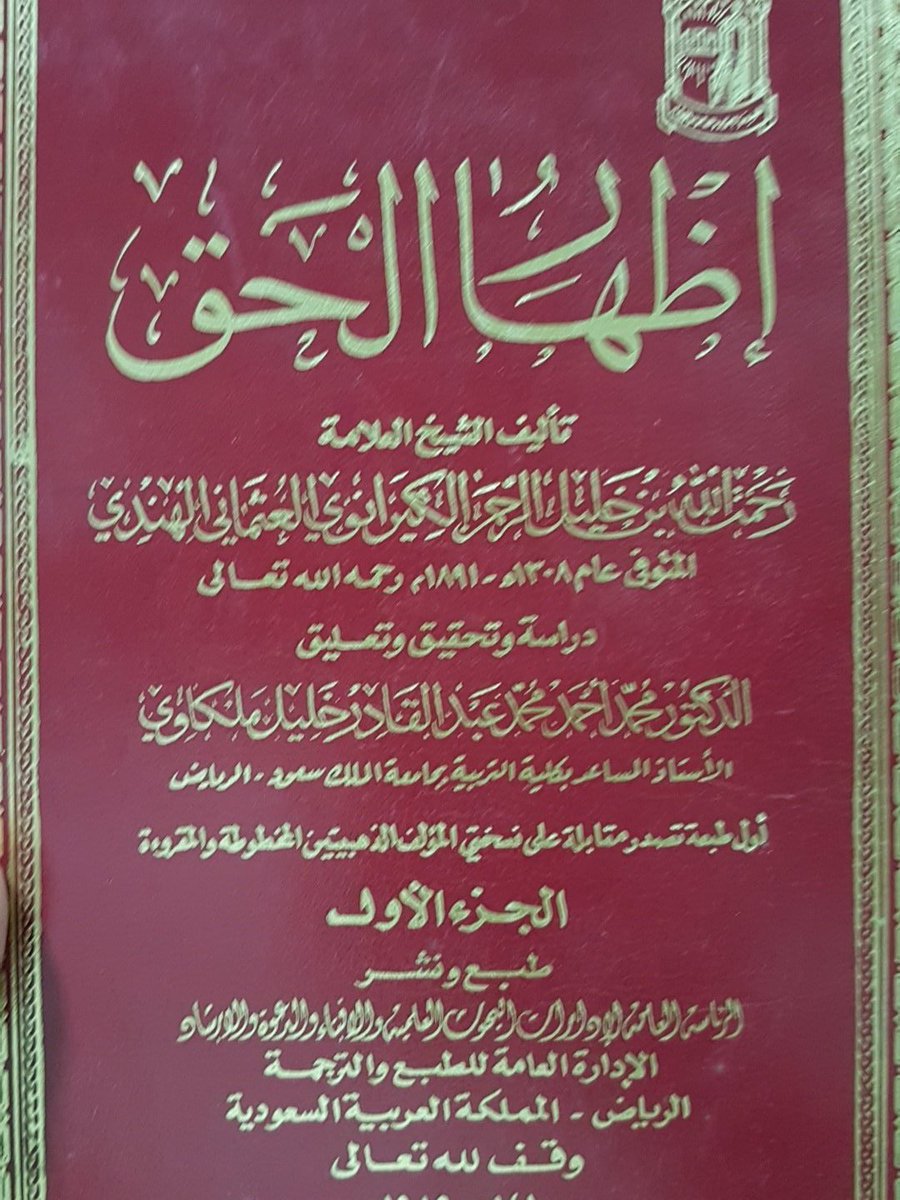 إظهار الحق
تأليف الشيخ العلامة
رحمت الله بن خليل الرحمن الكيرانوي العثماني الهندي
المتوفى عام ١٣٠٨هـ - ١٨٩١م رحمه الله تعالى
دراسة وتحقيق وتعليق
الدكتور محمد أحمد محمد عبد القادر خليل ملكاوي
الأستاذ المساعد بكلية التربية بجامعة الملك سعود - الرياض
أول طبعة تصدر مقابلة على نسختي المؤلف الذهبيتين المخطوطة والمقروءة
الجزء الأول
طبع ونشر
الرئاسة العامة لإدارات البحوث العلمية والإفتاء والدعوة والإرشاد
الإدارة العامة للطبع والترجمة
الرياض - المملكة العربية السعودية
وقف لله تعالى